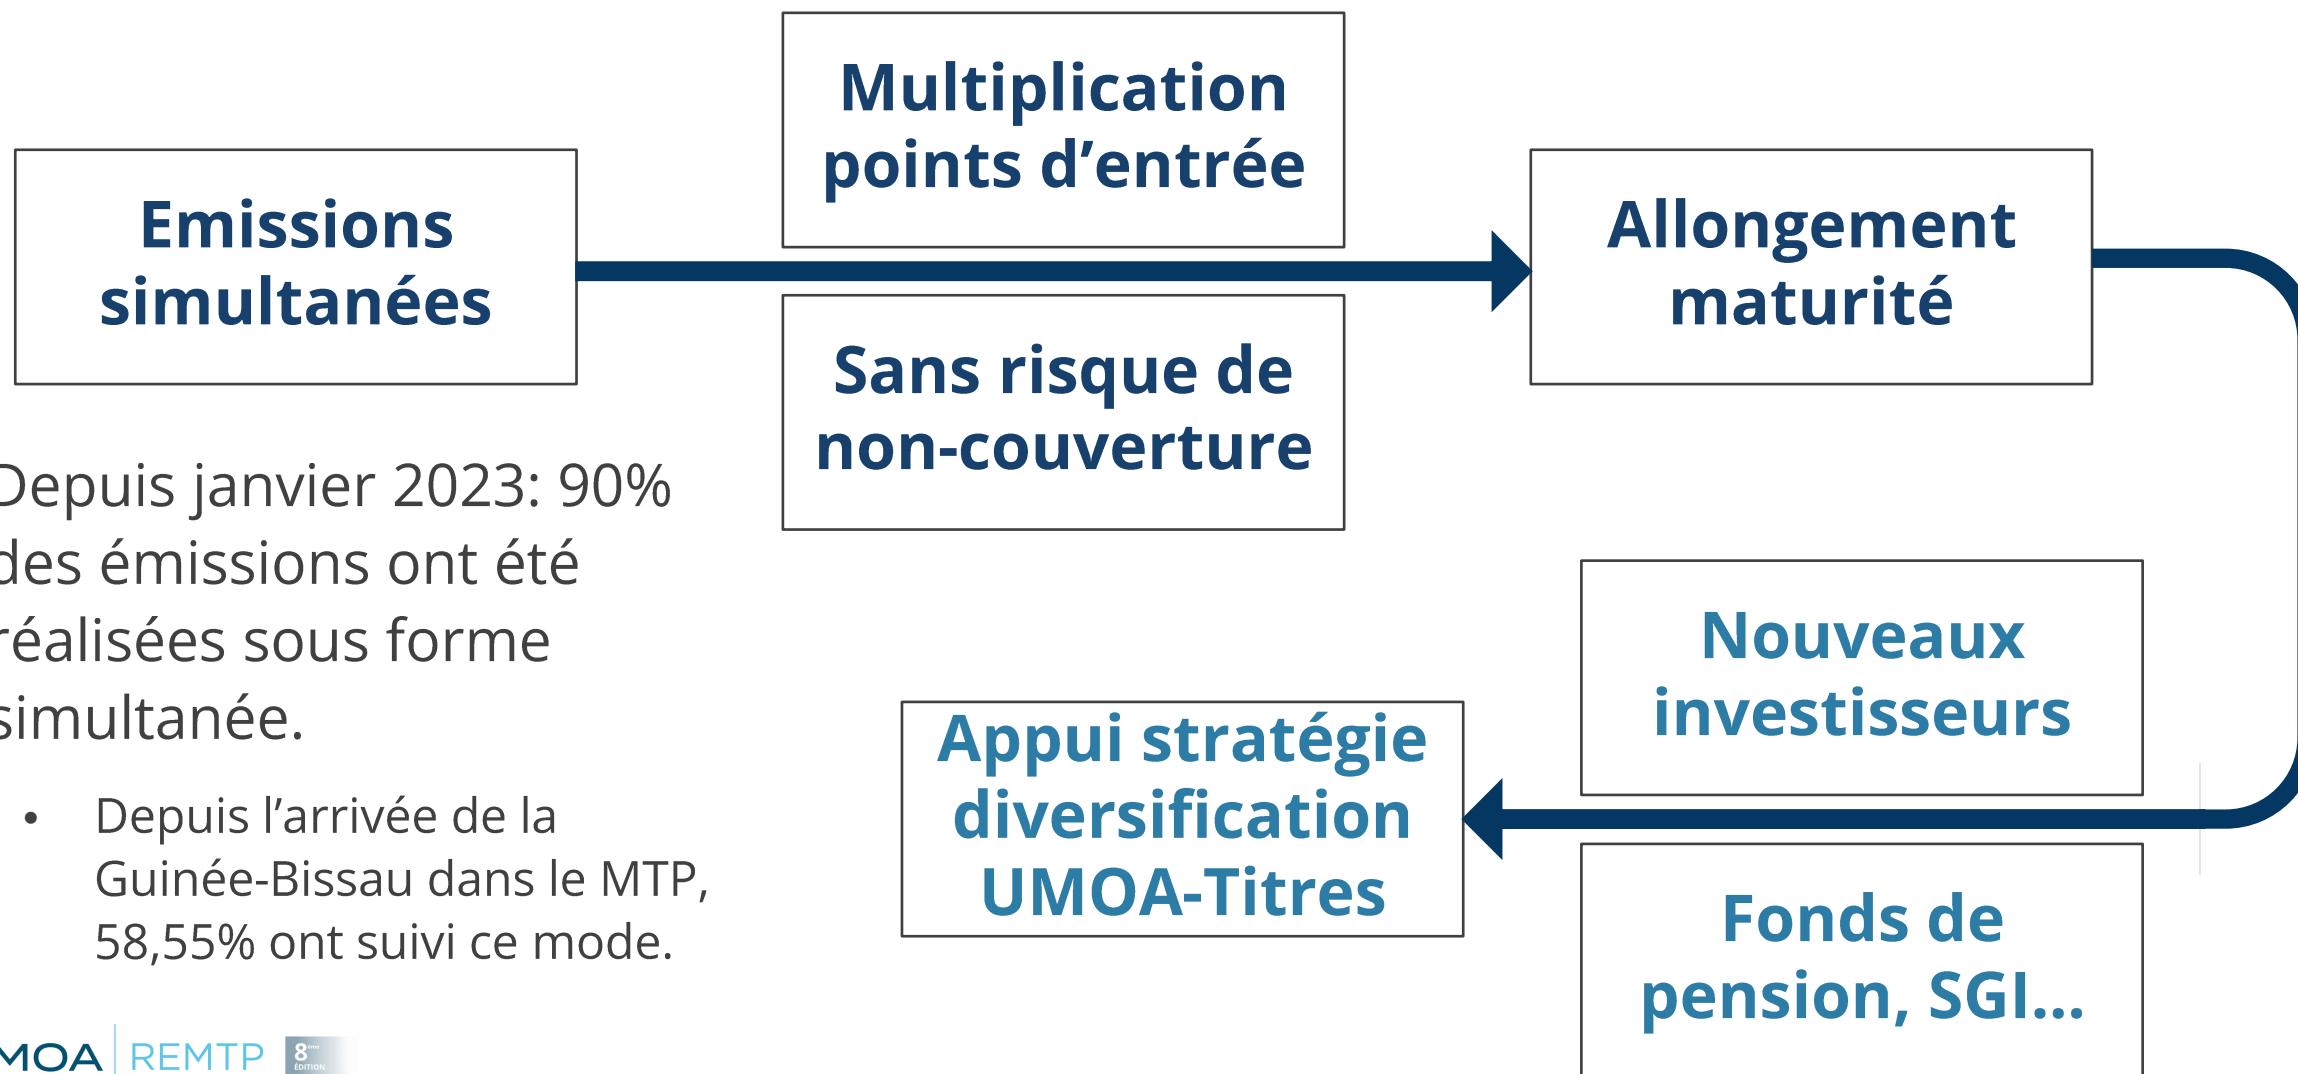 Multiplication
points d’entrée
Emissions
simultanées
Allongement
maturité
Sans risque de
non-couverture
Depuis janvier 2023: 90%
des émissions ont été
réalisées sous forme
simultanée.
• Depuis l’arrivée de la
Guinée-Bissau dans le MTP,
58,55% ont suivi ce mode.
Nouveaux
investisseurs
Appui stratégie
diversification
UMOA-Titres
Fonds de
pension, SGI...
MOA REMTP 8ème
ÉDITION